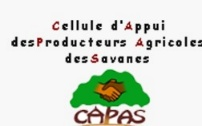 Cellule d'Appui
desProducteurs Agricoles
desSavanes
CAPAS